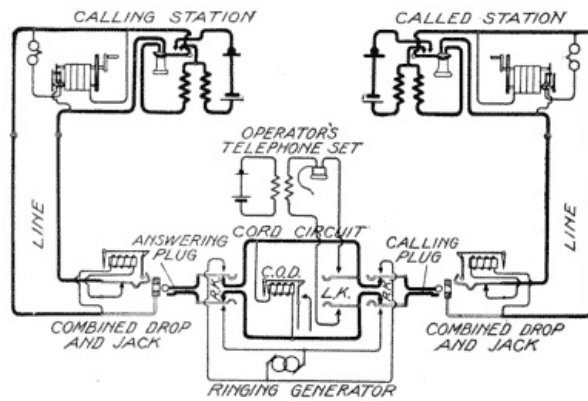 CALLING STATION
CALLED STATION
OPERATOR'S
TELEPHONE SET
LINE
LINE
ANSWERING
PLUG
CORD CIRCUIT
CALLING
PLUG
R.K.
C.O.D.
L.K.
R.K.
COMBINED DROP
AND JACK
COMBINED DROP
AND JACK
RINGING GENERATOR